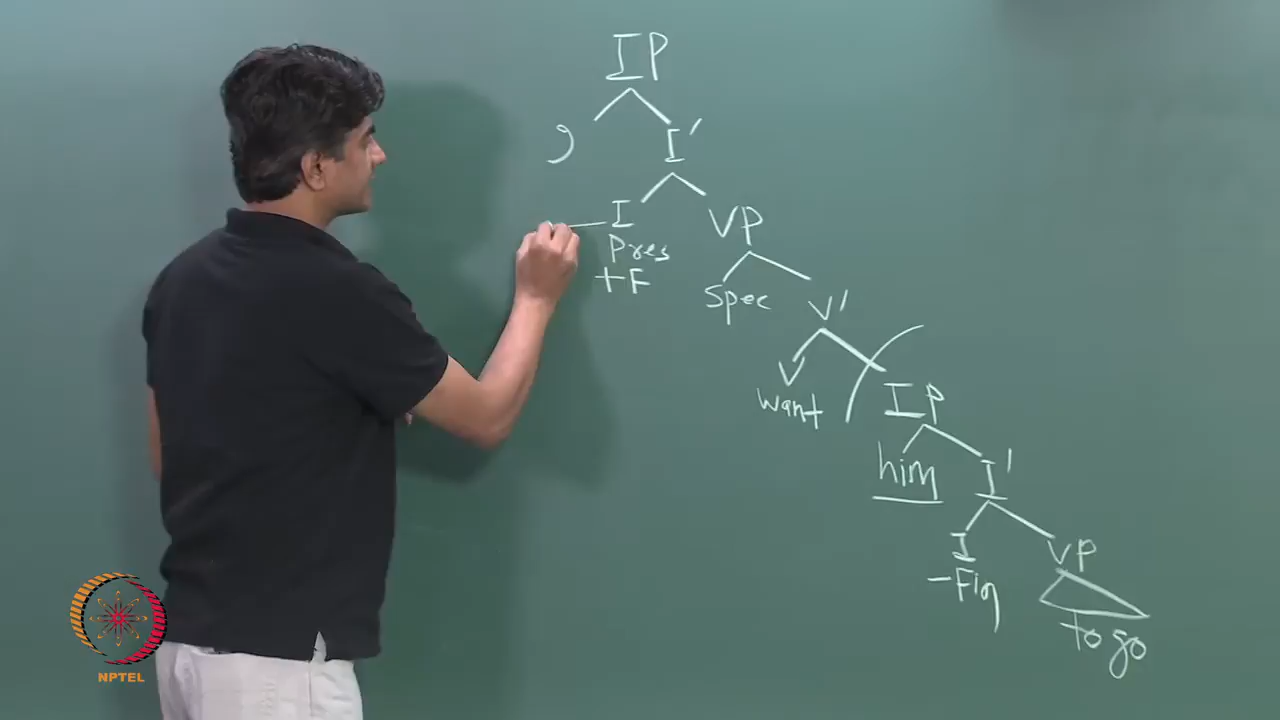 IP
I I'
I VP
Pres
+F Spec V'
V IP
want him I'
I VP
-Fin to go
NPTEL